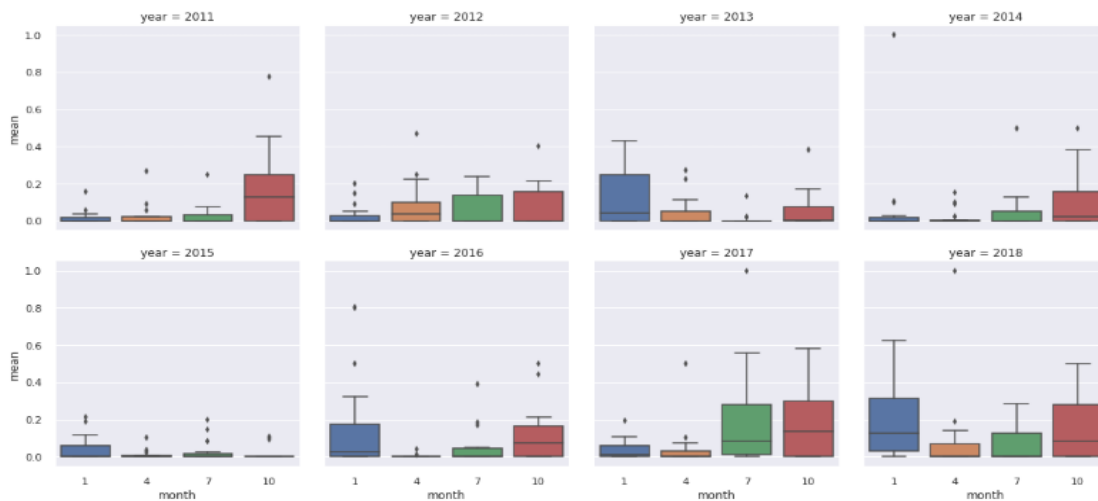 year = 2011 year = 2012 year = 2013 year = 2014
1.0
0.8
0.6
mean
0.4
0.2
0.0
year = 2015 year = 2016 year = 2017 year = 2018
1.0
0.8
0.6
mean
0.4
0.2
0.0
1 4 7 10 1 4 7 10 1 4 7 10 1 4 7 10
month month month month